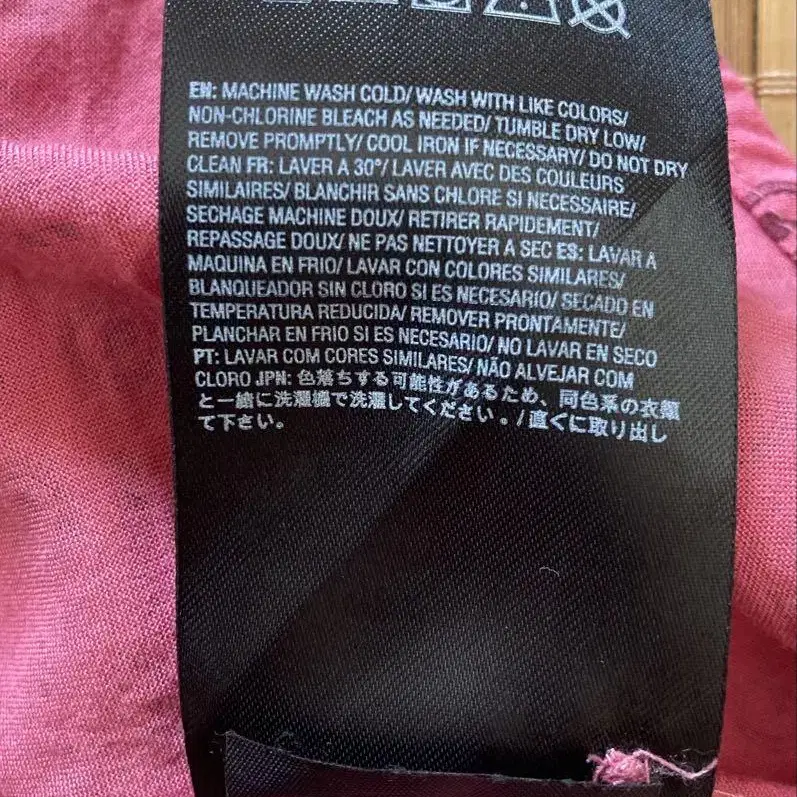 EN: MACHINE WASH COLD/ WASH WITH LIKE COLORS/
NON-CHLORINE BLEACH AS NEEDED/ TUMBLE DRY LOW/
REMOVE PROMPTLY/ COOL IRON IF NECESSARY/ DO NOT DRY
CLEAN FR: LAVER A 30°/ LAVER AVEC DES COULEURS
SIMILAIRES/ BLANCHIR SANS CHLORE SI NECESSAIRE/
SECHAGE MACHINE DOUX/ RETIRER RAPIDEMENT/
REPASSAGE DOUX/ NE PAS NETTOYER A SEC ES: LAVAR A
MAQUINA EN FRIO/ LAVAR CON COLORES SIMILARES/
BLANQUEADOR SIN CLORO SI ES NECESARIO/ SECADO EN
TEMPERATURA REDUCIDA/ REMOVER PRONTAMENTE/
PLANCHAR EN FRIO SI ES NECESARIO/ NO LAVAR EN SECO
PT: LAVAR COM CORES SIMILARES/ NÃO ALVEJAR COM
CLORO JPN: 色落ちする可能性があるため、同色系の衣類
と一緒に洗濯機で洗濯してください。/直ぐに取り出し
て下さい。